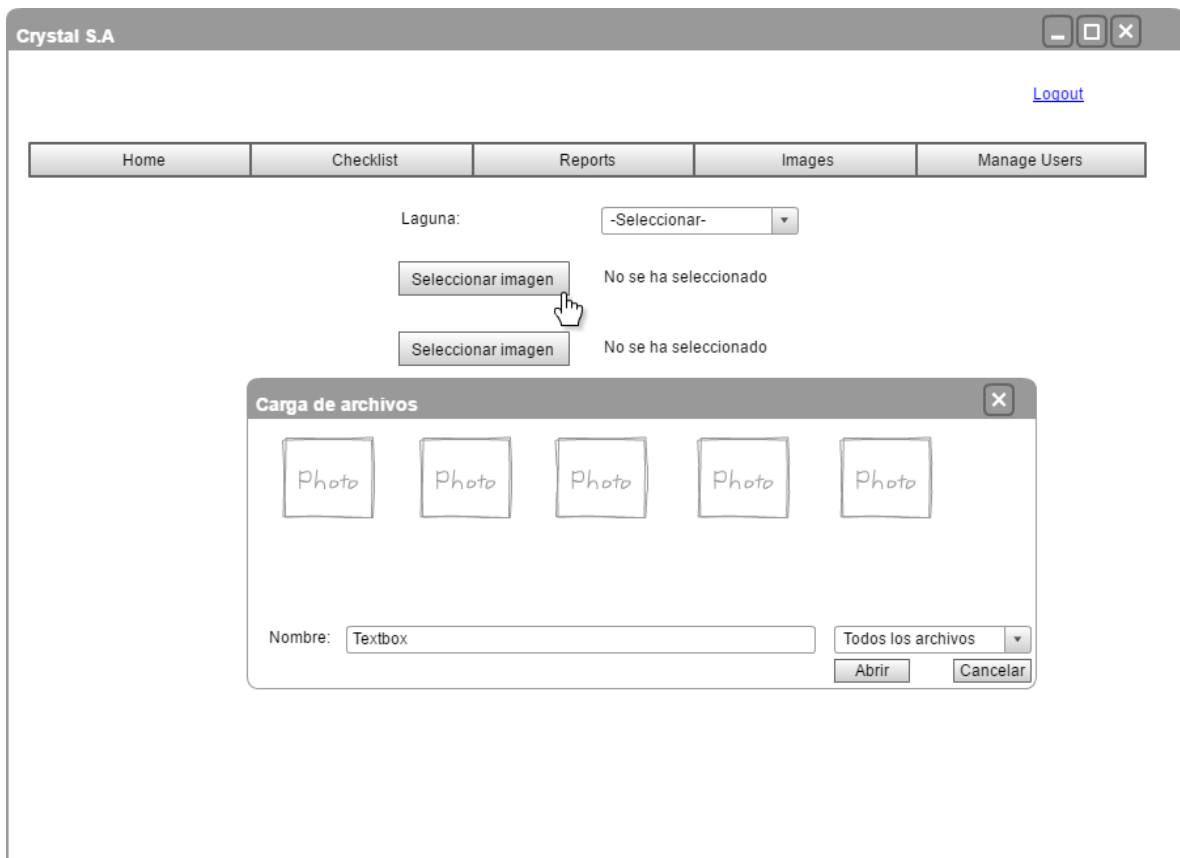 Crystal S.A
Logout
Home Checklist Reports Images Manage Users
Laguna: -Seleccionar-
Seleccionar imagen No se ha seleccionado
Seleccionar imagen No se ha seleccionado
Carga de archivos
Photo Photo Photo Photo Photo
Nombre: Textbox Todos los archivos
Abrir Cancelar